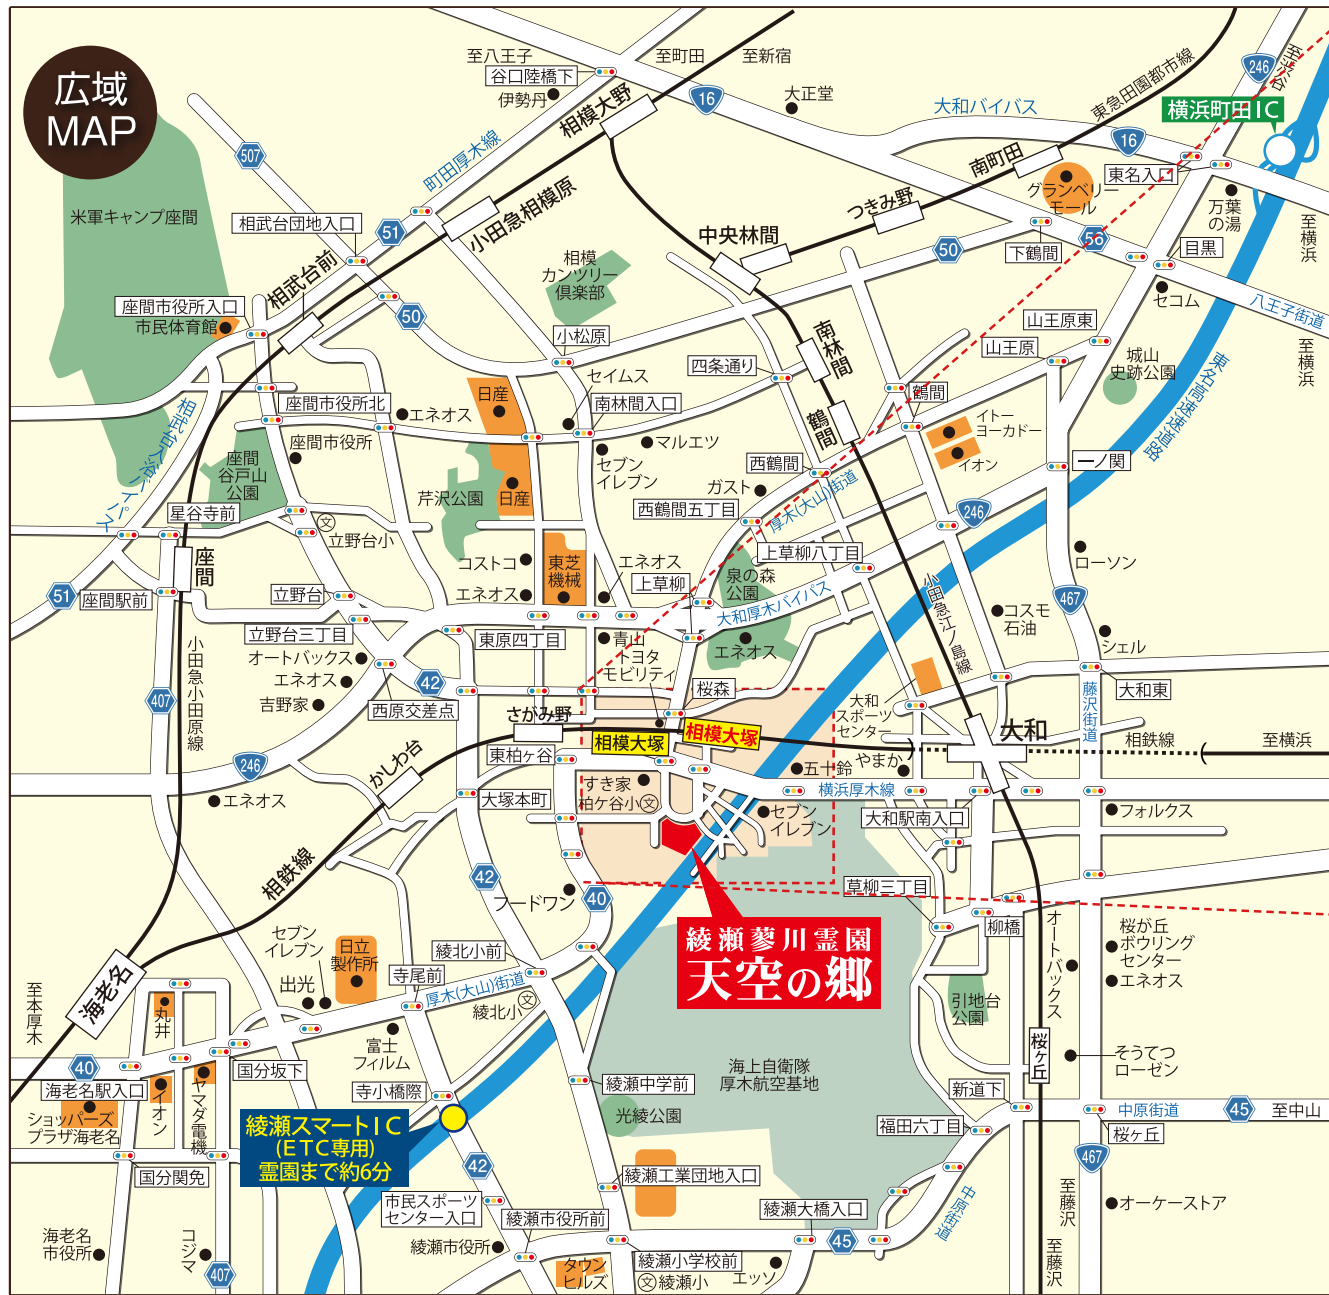 広域
MAP
至八王子
谷口陸橋下
伊勢丹
至町田
至新宿
相模大野
16
大正堂
大和バイパス
東急田園都市線
246
至渋谷
横浜町田IC
16
南町田
東名入口
グランベリー
モール
万葉
の湯
至横浜
507
町田厚木線
米軍キャンプ座間
相武台団地入口
51
小田急相模原
つきみ野
中央林間
50
下鶴間
56
目黒
セコム
八王子街道
至横浜
相模
カンツリー
倶楽部
相武台前
座間市役所入口
市民体育館
50
小松原
セイムス
四条通り
南林間
山王原東
山王原
城山
史跡公園
東名高速道路
座間市役所北
エネオス
日産
南林間入口
鶴間
鶴間
イトー
ヨーカドー
イオン
相武台入谷バイパス
座間市役所
マルエツ
セブン
イレブン
西鶴間
一ノ関
座間
谷戸山
公園
芹沢公園
日産
ガスト
西鶴間五丁目
厚木(大山)街道
246
星谷寺前
立野台小
文
上草柳八丁目
座間
コストコ
東芝
機械
エネオス
泉の森
公園
ローソン
51
座間駅前
立野台
エネオス
上草柳
大和厚木バイパス
小田急江ノ島線
コスモ
石油
467
立野台三丁目
東原四丁目
青山
トヨタ
モビリティ
エネオス
シェル
小田急小田原線
オートバックス
エネオス
吉野家
42
西原交差点
桜森
大和
スポーツ
センター
大和東
藤沢街道
407
さがみ野
相模大塚
相模大塚
大和
相鉄線
至横浜
246
かしわ台
東柏ヶ谷
すき家
柏ケ谷小
文
五十鈴
やまか
横浜厚木線
エネオス
大塚本町
セブン
イレブン
大和駅南入口
フォルクス
相鉄線
42
フードワン
40
草柳三丁目
柳橋
綾瀬蓼川霊園
天空の郷
オートバックス
桜が丘
ボウリング
センター
エネオス
海老名
セブン
イレブン
日立
製作所
綾北小前
寺尾前
厚木(大山)街道
出光
綾北小
文
引地台
公園
至本厚木
丸井
富士
フィルム
桜ヶ丘
そうてつ
ローゼン
40
海老名駅入口
国分坂下
寺小橋際
綾瀬中学前
海上自衛隊
厚木航空基地
新道下
ショッパーズ
プラザ海老名
イオン
ヤマダ電機
綾瀬スマートIC
(ETC専用)
霊園まで約6分
光綾公園
福田六丁目
中原街道
45
至中山
桜ヶ丘
国分関免
42
綾瀬工業団地入口
467
市民スポーツ
センター入口
綾瀬市役所前
綾瀬大橋入口
中原街道
至藤沢
オーケーストア
海老名
市役所
コジマ
407
綾瀬市役所
タウン
ヒルズ
綾瀬小学校前
文
綾瀬小
エッソ
45
至藤沢